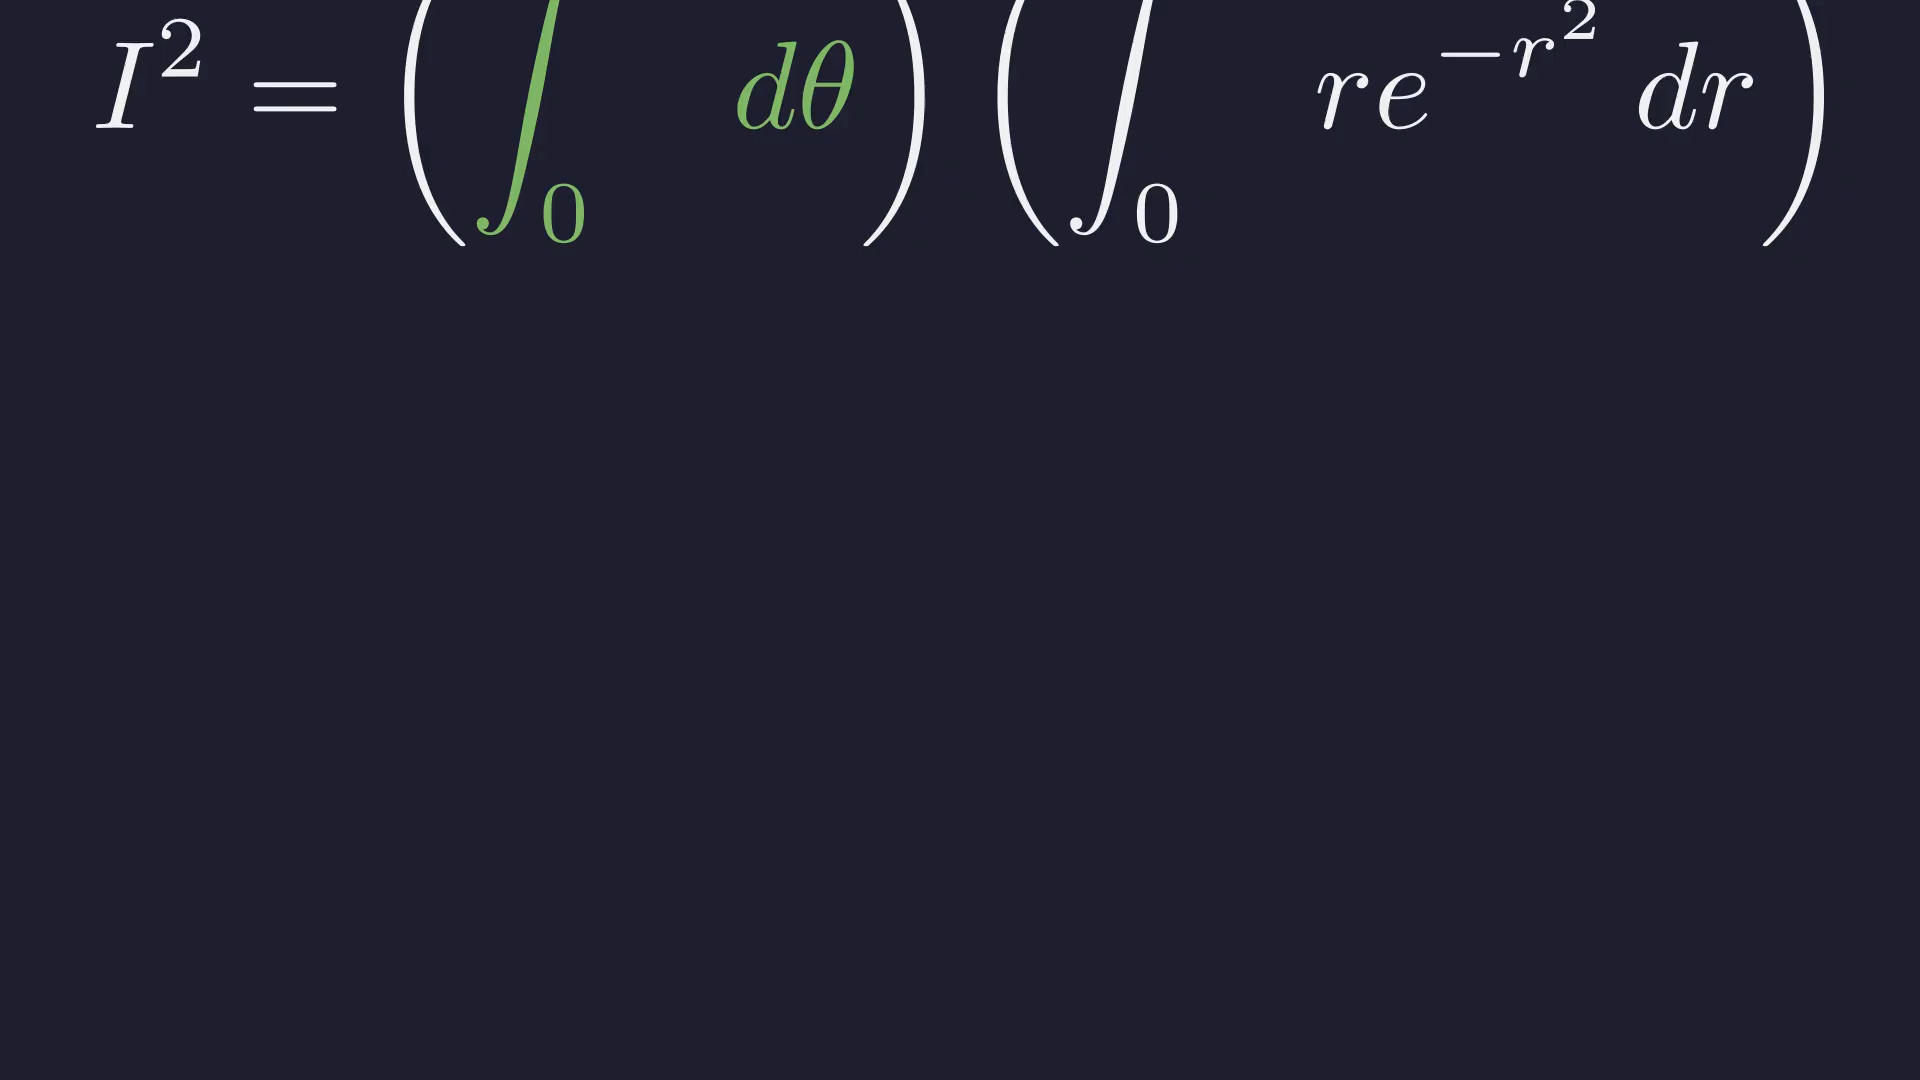 I² = (∫₀ dθ)(∫₀ re^{-r²} dr)